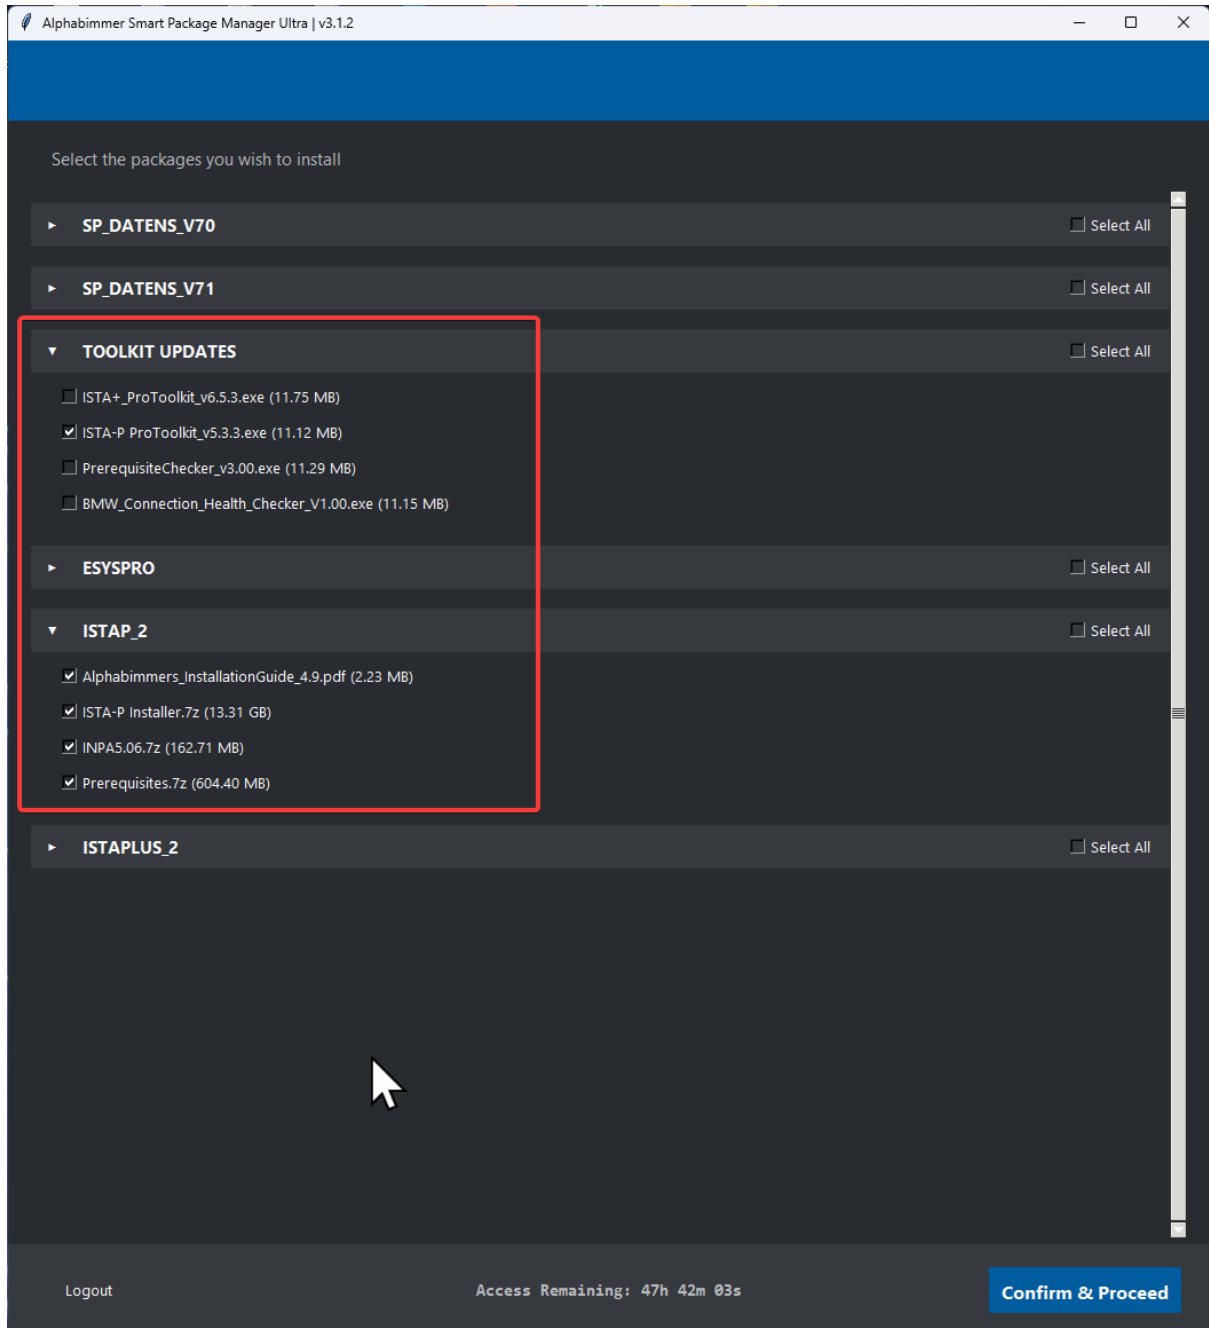 Alphabimmer Smart Package Manager Ultra | v3.1.2
Select the packages you wish to install
SP_DATENS_V70 Select All
SP_DATENS_V71 Select All
TOOLKIT UPDATES Select All
ISTA+_ProToolkit_v6.5.3.exe (11.75 MB)
ISTA-P ProToolkit_v5.3.3.exe (11.12 MB)
PrerequisiteChecker_v3.00.exe (11.29 MB)
BMW_Connection_Health_Checker_V1.00.exe (11.15 MB)
ESYSPRO Select All
ISTAP_2 Select All
Alphabimmers_InstallationGuide_4.9.pdf (2.23 MB)
ISTA-P Installer.7z (13.31 GB)
INPA5.06.7z (162.71 MB)
Prerequisites.7z (604.40 MB)
ISTAPLUS_2 Select All
Logout Access Remaining: 47h 42m 03s Confirm & Proceed